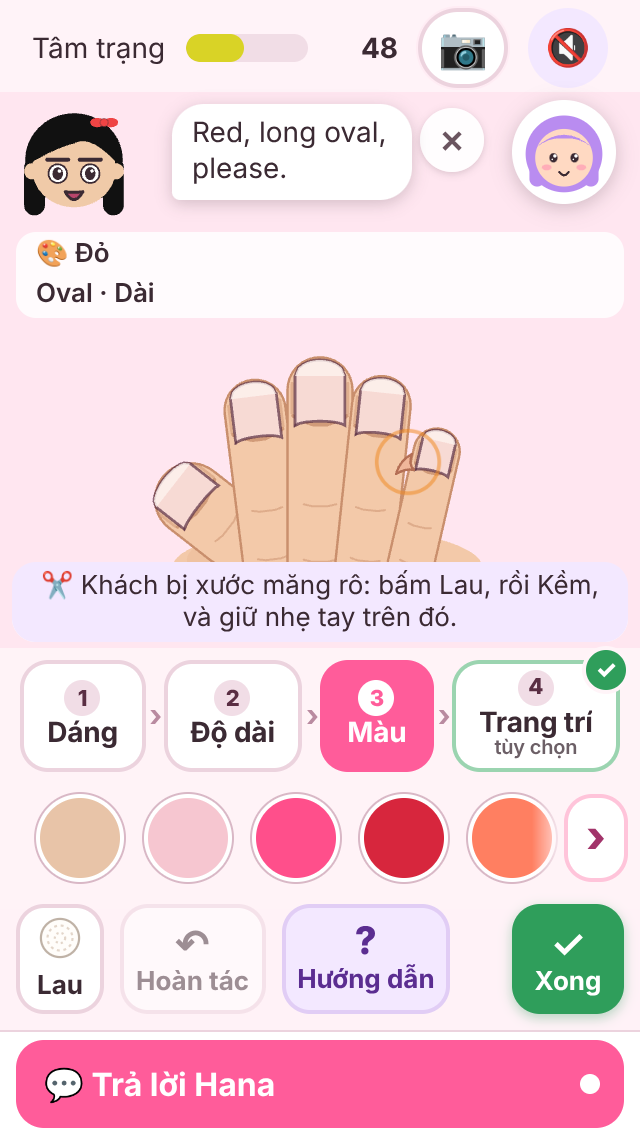 Tâm trạng
48
Red, long oval,
please.
Đỏ
Oval · Dài
Khách bị xước măng rô: bấm Lau, rồi Kềm,
và giữ nhẹ tay trên đó.
1
Dáng
2
Độ dài
3
Màu
4
Trang trí
tùy chọn
Lau
Hoàn tác
?
Hướng dẫn
Xong
Trả lời Hana